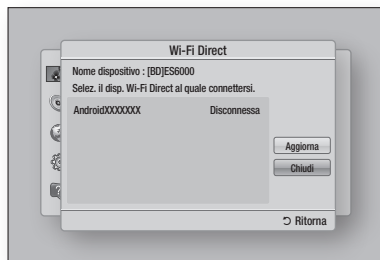 Wi-Fi Direct
Nome dispositivo : [BD]ES6000
Selez. il disp. Wi-Fi Direct al quale connettersi.
AndroidXXXXXXX Disconnessa
Aggiorna
Chiudi
Ritorna